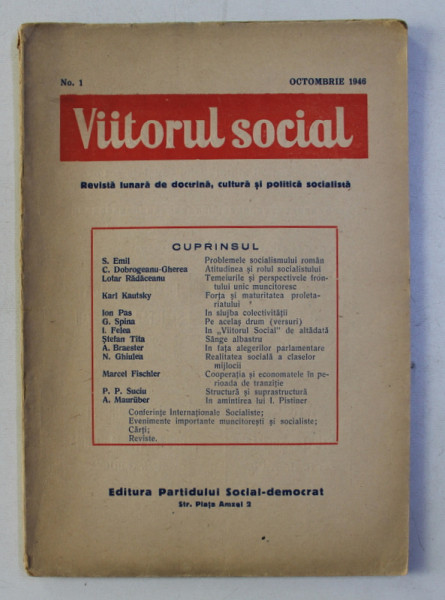 No. 1 OCTOMBRIE 1946
Viitorul social
Revistă lunară de doctrină, cultură și politică socialistă
CUPRINSUL
S. Emil Problemele socialismului român
C. Dobrogeanu-Gherea Atitudinea și rolul socialistului
Lotar Rădăceanu Temeiurile și perspectivele fron-
tului unic muncitoresc
Karl Kautsky Forța și maturitatea proleta-
riatului
Ion Pas In slujba colectivității
G. Spina Pe acelaș drum (versuri)
I. Felea In „Viitorul Social" de altădată
Ștefan Tita Sânge albastru
A. Braester In fața alegerilor parlamentare
N. Ghiulea Realitatea socială a claselor
mijlocii
Marcel Fischler Cooperația și economatele în pe-
rioada de tranziție
P. P. Suciu Structură și suprastructură
A. Maurüber In amintirea lui I. Pistiner
Conferințe Internaționale Socialiste;
Evenimente importante muncitorești și socialiste;
Cărți;
Reviste.
Editura Partidului Social-democrat
Str. Piața Amzei 2